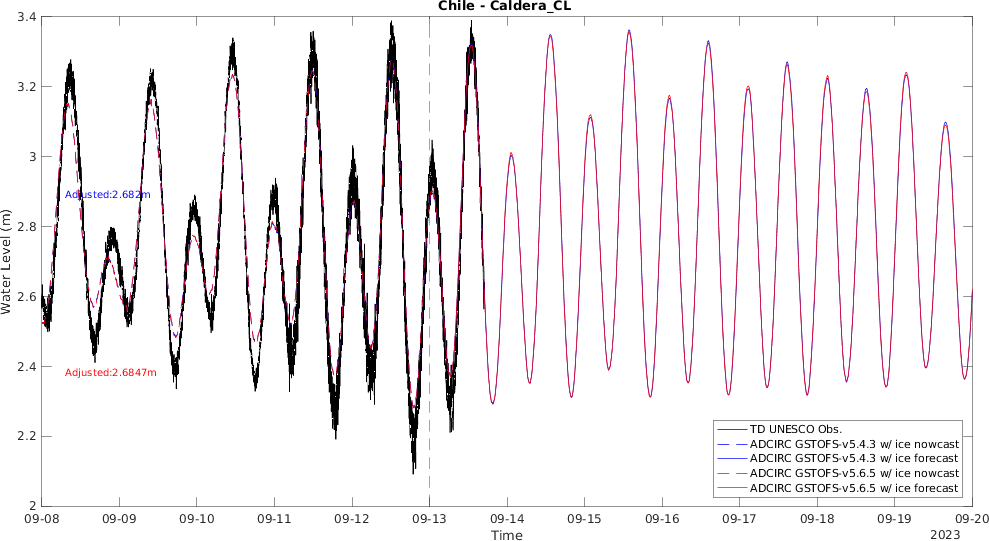 Chile - Caldera_CL
3.4
3.2
3
2.8
2.6
2.4
2.2
2
Water Level (m)
Adjusted:2.682m
Adjusted:2.6847m
TD UNESCO Obs.
ADCIRC GSTOFS-v5.4.3 w/ ice nowcast
ADCIRC GSTOFS-v5.4.3 w/ ice forecast
ADCIRC GSTOFS-v5.6.5 w/ ice nowcast
ADCIRC GSTOFS-v5.6.5 w/ ice forecast
09-08 09-09 09-10 09-11 09-12 09-13 09-14 09-15 09-16 09-17 09-18 09-19 09-20
Time
2023